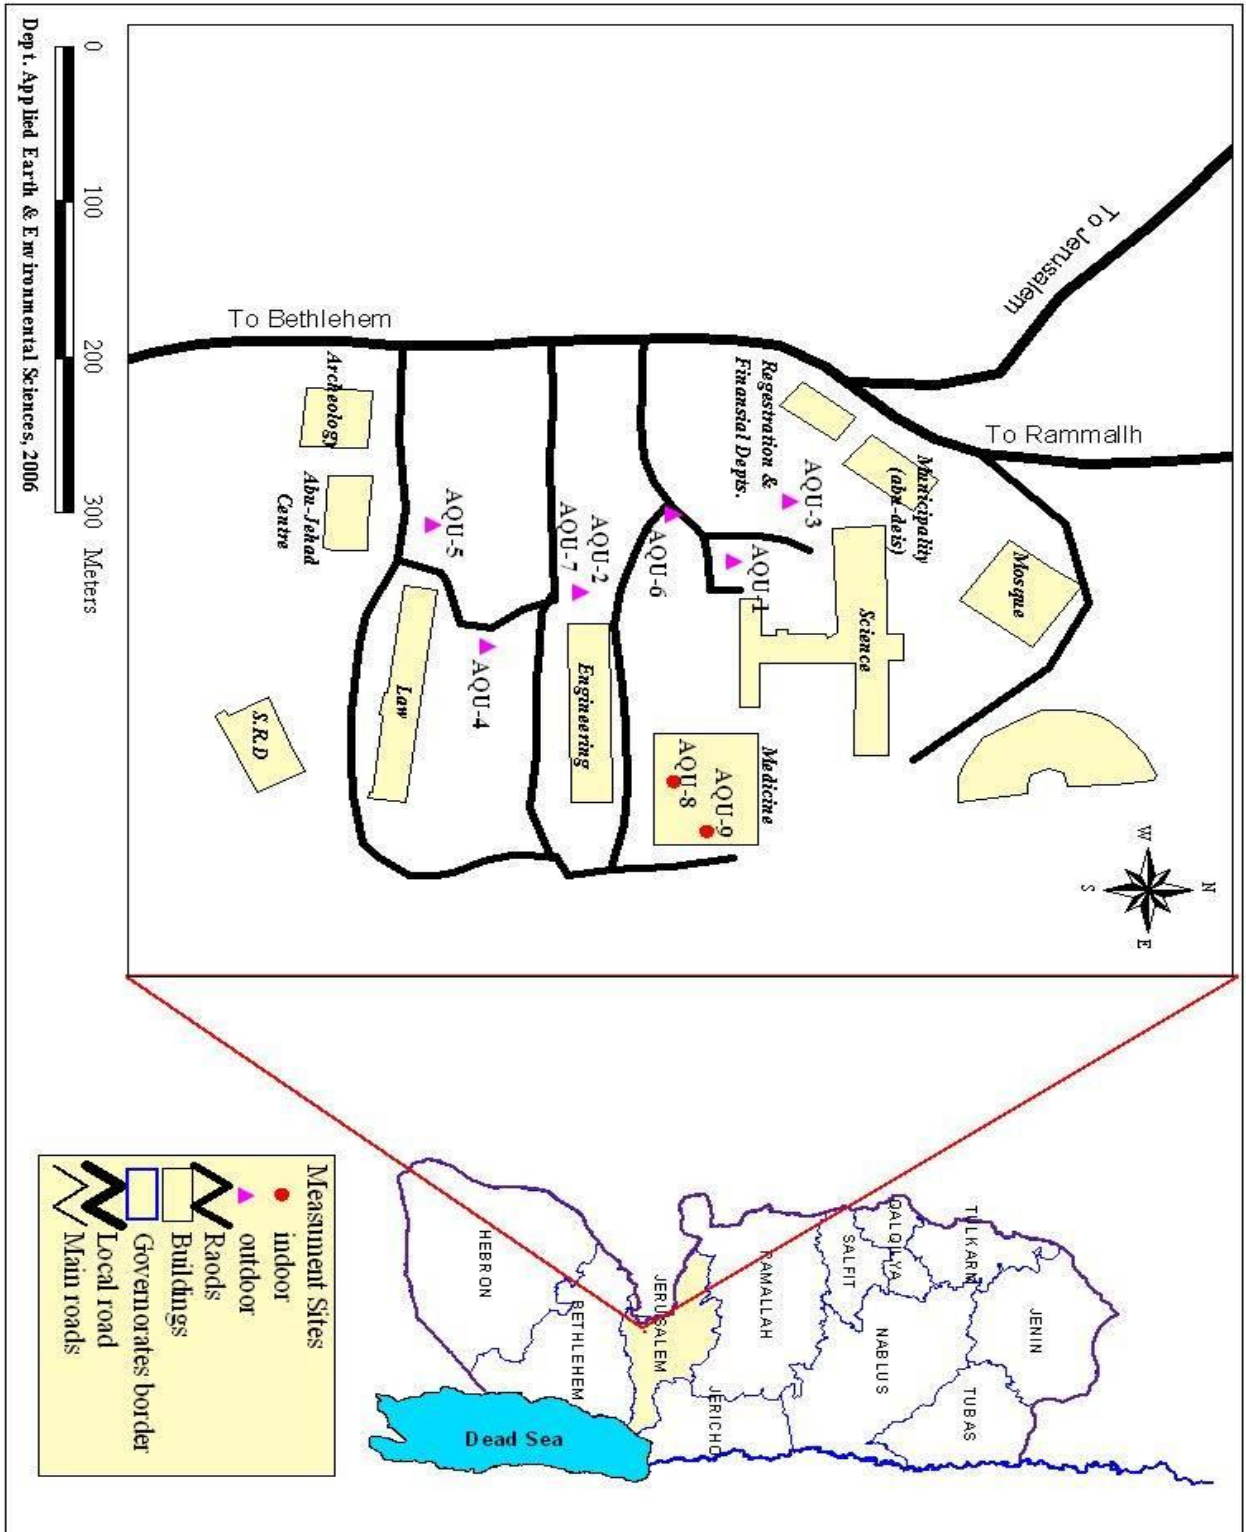 To Jerusalem
To Rammallh
To Bethlehem
Regestration &
Finansial Depts.
Municipality
(abu-deis)
Mosque
AQU-3
AQU-1
AQU-6
Science
AQU-2
AQU-7
AQU-5
AQU-4
Archeology
Abu-Jehad
Centre
Engineering
Law
S.R.D
Medicine
AQU-9
AQU-8
N
W
E
S
0 100 200 300 Meters
Dept. Applied Earth & Environmental Sciences, 2006
JENIN
TULKARM
TUBAS
QALQILYA
NABLUS
SALFIT
RAMALLAH
JERICHO
JERUSALEM
BETHLEHEM
HEBRON
Dead Sea
Measurement Sites
indoor
outdoor
Raods
Buildings
Governorates border
Local road
Main roads